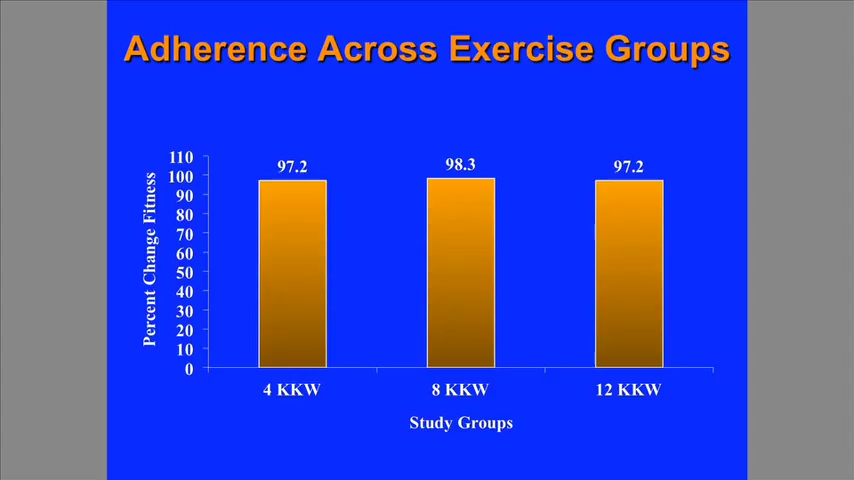 Adherence Across Exercise Groups
Percent Change Fitness
110
100
90
80
70
60
50
40
30
20
10
0
97.2
98.3
97.2
4 KKW
8 KKW
12 KKW
Study Groups